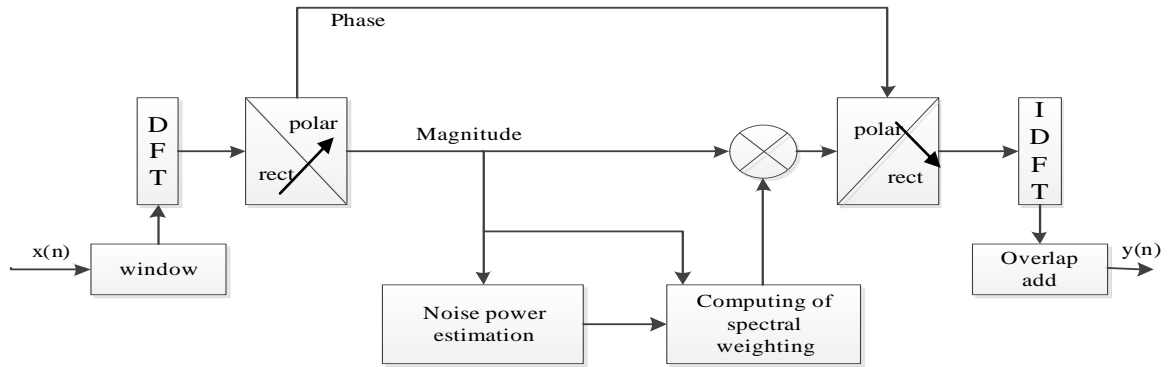 Phase
D
F
T
polar
rect
Magnitude
polar
rect
I
D
F
T
x(n)
window
Noise power
estimation
Computing of
spectral
weighting
Overlap
add
y(n)